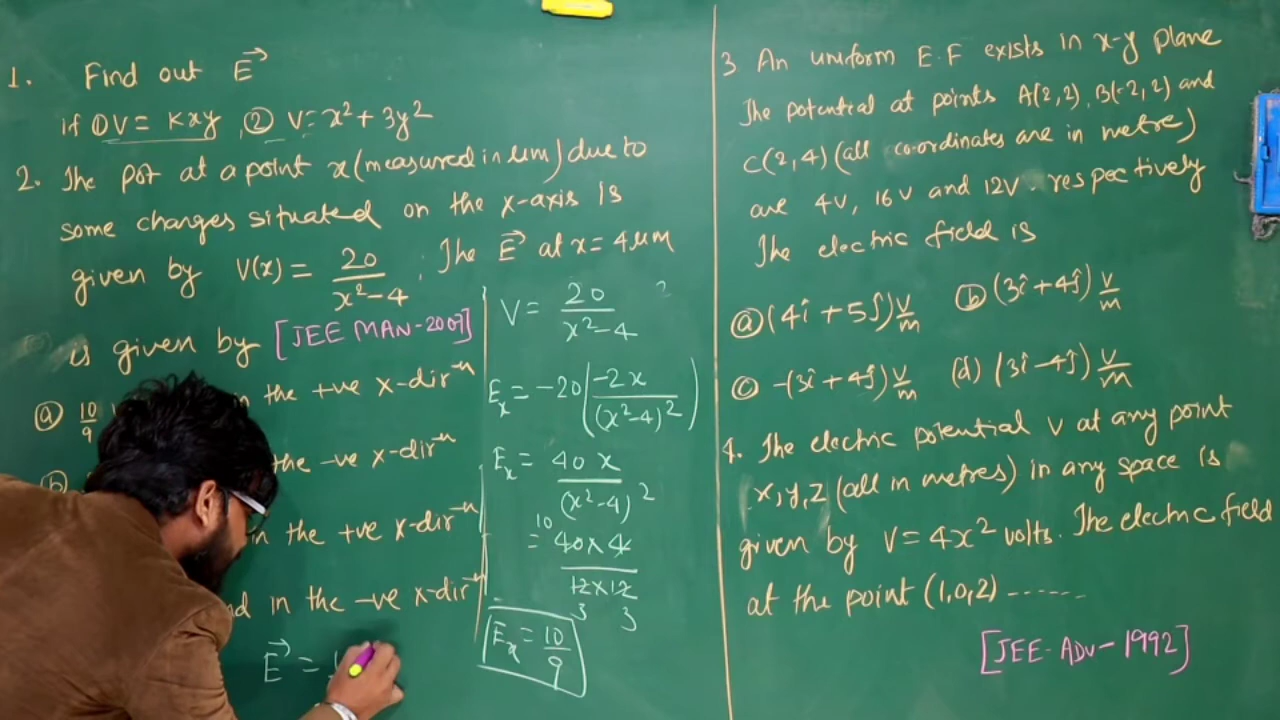 1. Find out E→
if ① V = Kxy , ② V = x² + 3y²
2. The pot at a point x (measured in μm) due to
some charges situated on the x-axis is
given by V(x) = 20/(x²-4) ; The E→ at x = 4μm
is given by [JEE MAN-2007]
ⓐ 10/9 the +ve x-dirⁿ
ⓑ the -ve x-dirⁿ
in the +ve x-dirⁿ
nd in the -ve x-dirⁿ
E→ =
V = 20/(x²-4)
Eₓ = -20(-2x/(x²-4)²)
Eₓ = 40x/(x²-4)²
= 40×4/12×12
10
3 3
Eₓ = 10/9
3 An uniform E.F exists in x-y plane
The potential at points A(2,2), B(-2,2) and
C(2,4) (all co-ordinates are in metre)
are 4V, 16V and 12V. respectively
The electric field is
ⓐ (4î + 5ĵ) V/m ⓑ (3î + 4ĵ) V/m
ⓒ -(3î + 4ĵ) V/m (d) (3î - 4ĵ) V/m
4. The electric potential V at any point
x, y, z (all in metres) in any space is
given by V = 4x² volts. The electric field
at the point (1,0,2) ------
[JEE-ADV-1992]